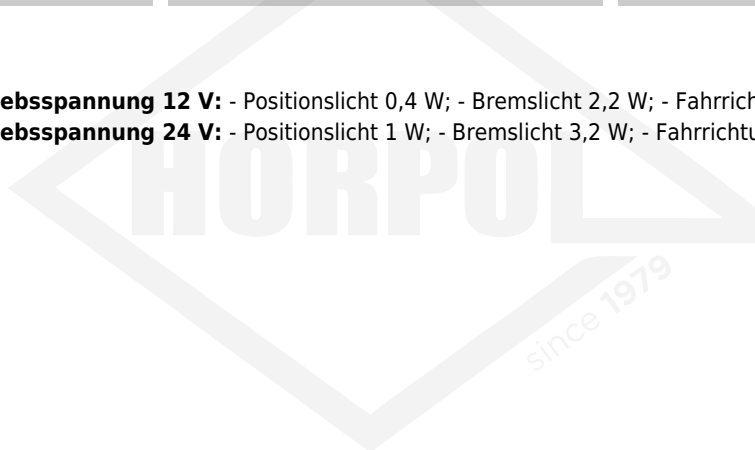 ebsspannung 12 V: - Positionslicht 0,4 W; - Bremslicht 2,2 W; - Fahrrich
ebsspannung 24 V: - Positionslicht 1 W; - Bremslicht 3,2 W; - Fahrrichtu
HORPOL
since 1979